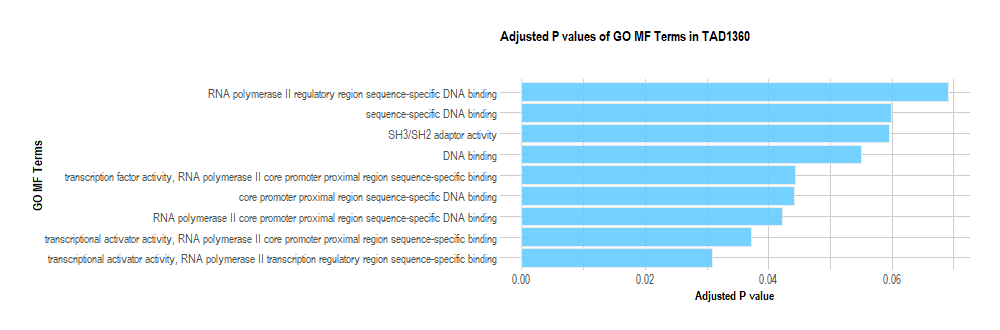 Adjusted P values of GO MF Terms in TAD1360
GO MF Terms
RNA polymerase II regulatory region sequence-specific DNA binding
sequence-specific DNA binding
SH3/SH2 adaptor activity
DNA binding
transcription factor activity, RNA polymerase II core promoter proximal region sequence-specific binding
core promoter proximal region sequence-specific DNA binding
RNA polymerase II core promoter proximal region sequence-specific DNA binding
transcriptional activator activity, RNA polymerase II core promoter proximal region sequence-specific binding
transcriptional activator activity, RNA polymerase II transcription regulatory region sequence-specific binding
0.00 0.02 0.04 0.06
Adjusted P value